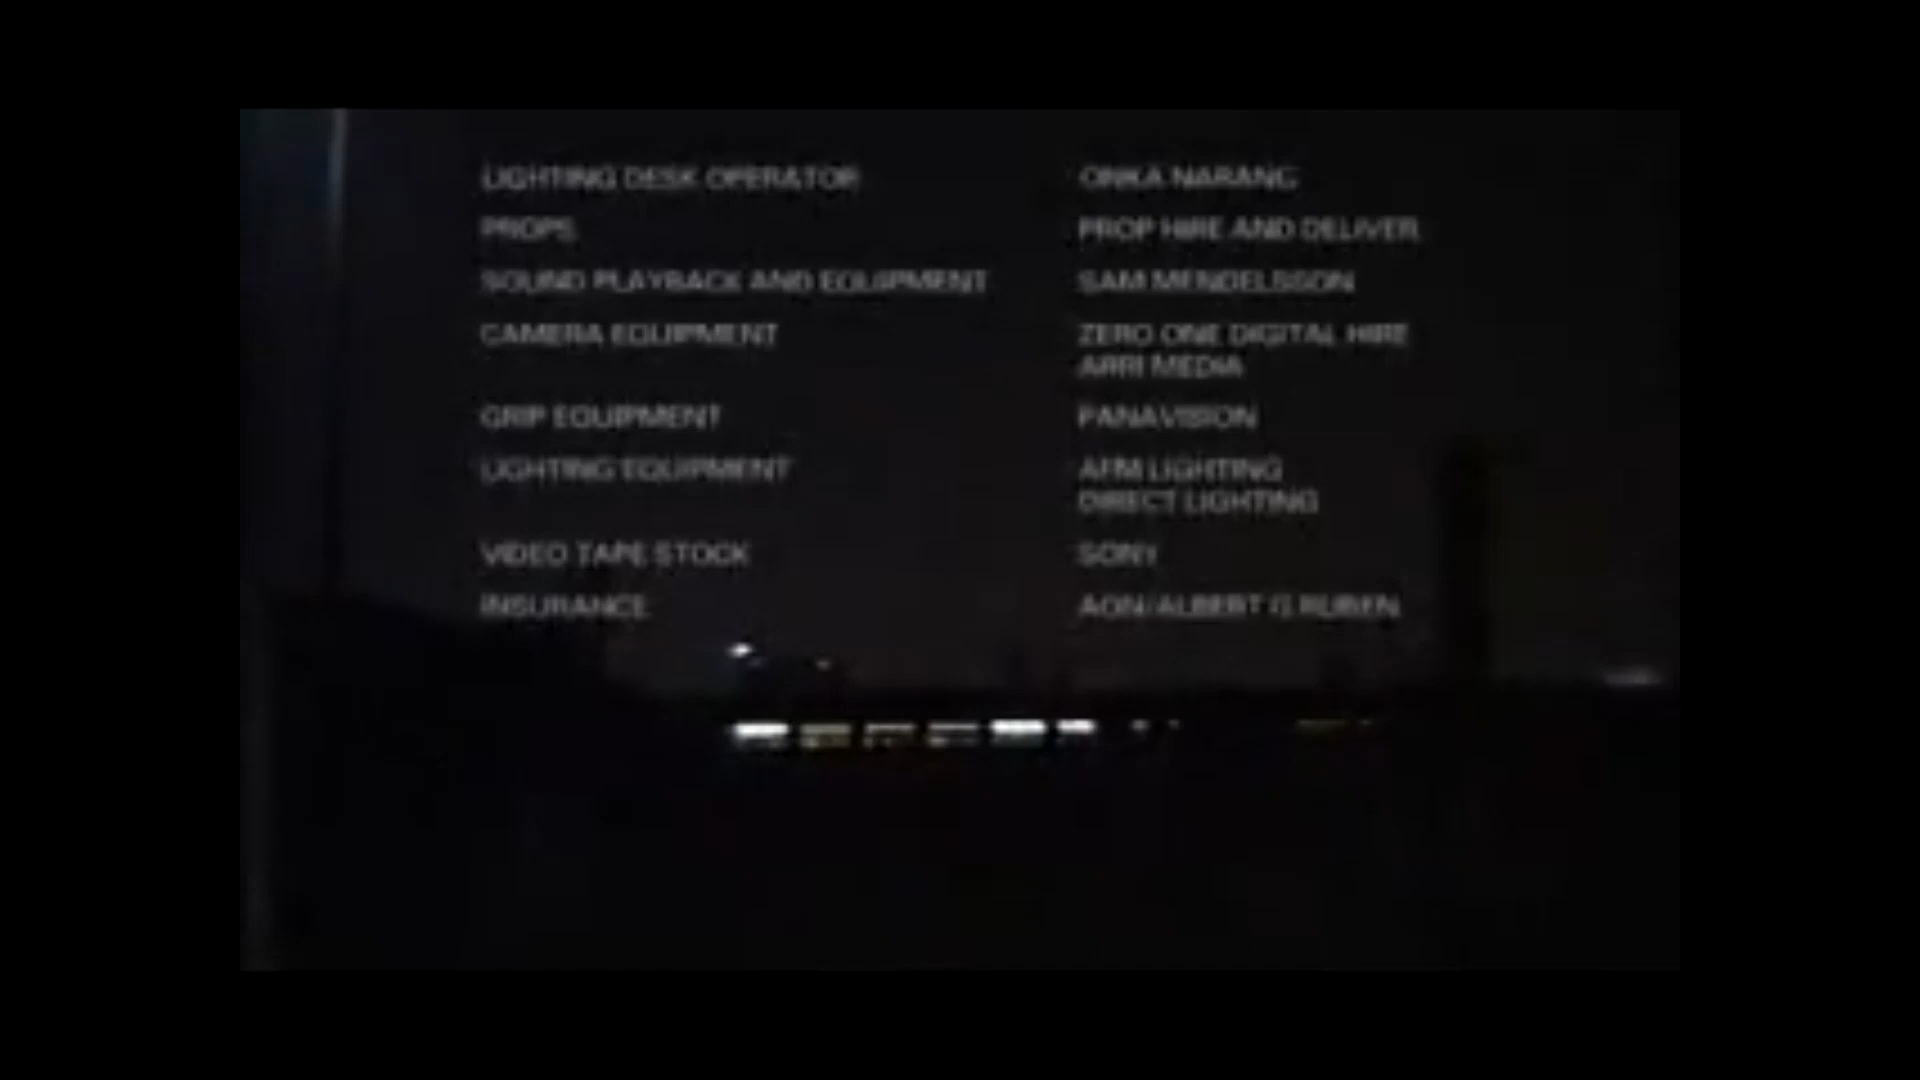 LIGHTING DESK OPERATOR ONKA NARANG
PROPS PROP HIRE AND DELIVER
SOUND PLAYBACK AND EQUIPMENT SAM MENDELSSON
CAMERA EQUIPMENT ZERO ONE DIGITAL HIRE
ARRI MEDIA
GRIP EQUIPMENT PANAVISION
LIGHTING EQUIPMENT AFM LIGHTING
DIRECT LIGHTING
VIDEO TAPE STOCK SONY
INSURANCE AON/ALBERT G RUBEN